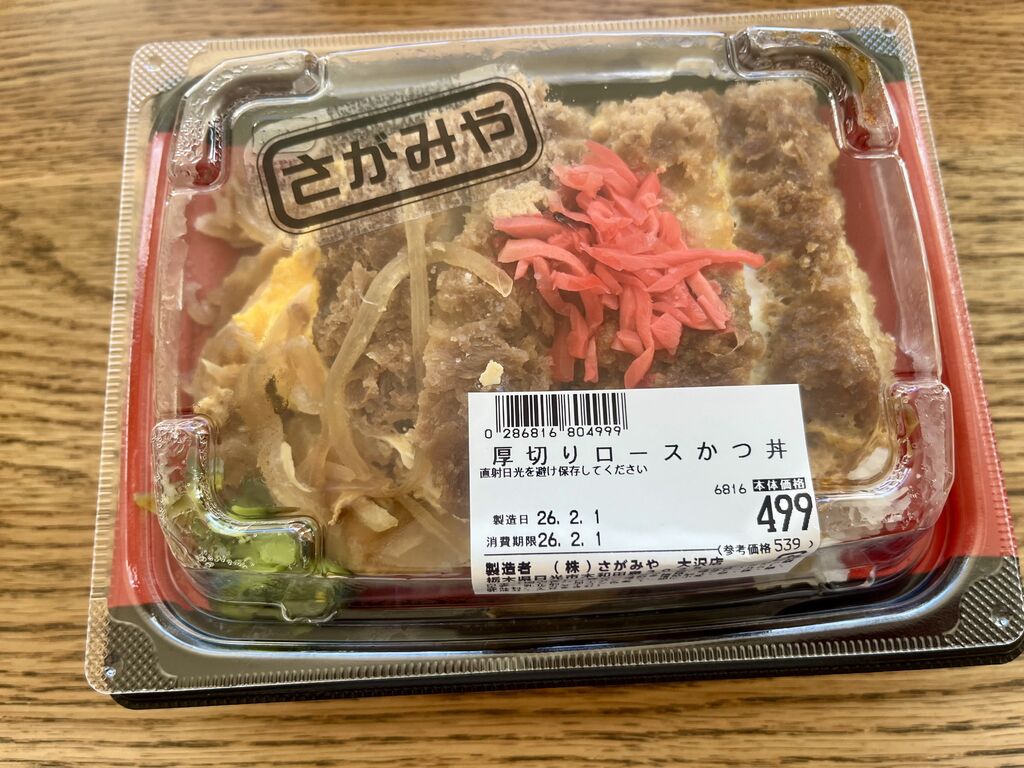 さがみや
0 286816 804999
厚切りロースかつ丼
直射日光を避け保存してください
6816 本体価格
499
製造日 26.2.1
消費期限 26.2.1
(参考価格 539 )
製造者 (株)さがみや 大沢店